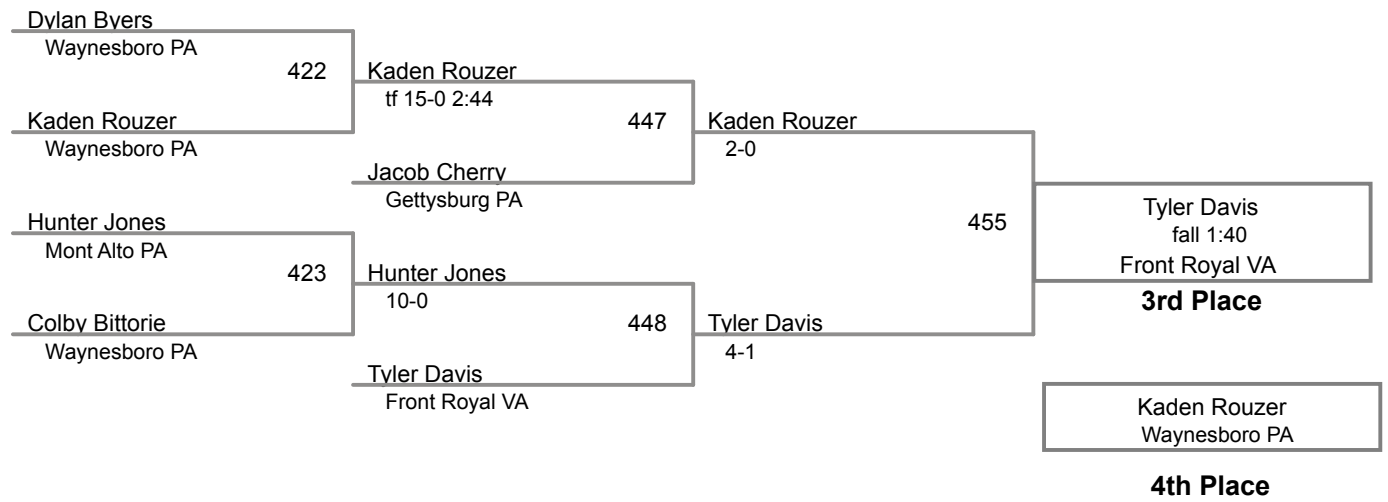 Dylan Byers
Waynesboro PA
422
Kaden Rouzer
tf 15-0 2:44
Kaden Rouzer
Waynesboro PA
447
Kaden Rouzer
2-0
Jacob Cherry
Gettysburg PA
Hunter Jones
Mont Alto PA
423
Hunter Jones
10-0
Colby Bittorie
Waynesboro PA
448
Tyler Davis
4-1
Tyler Davis
Front Royal VA
455
Tyler Davis
fall 1:40
Front Royal VA
3rd Place
Kaden Rouzer
Waynesboro PA
4th Place